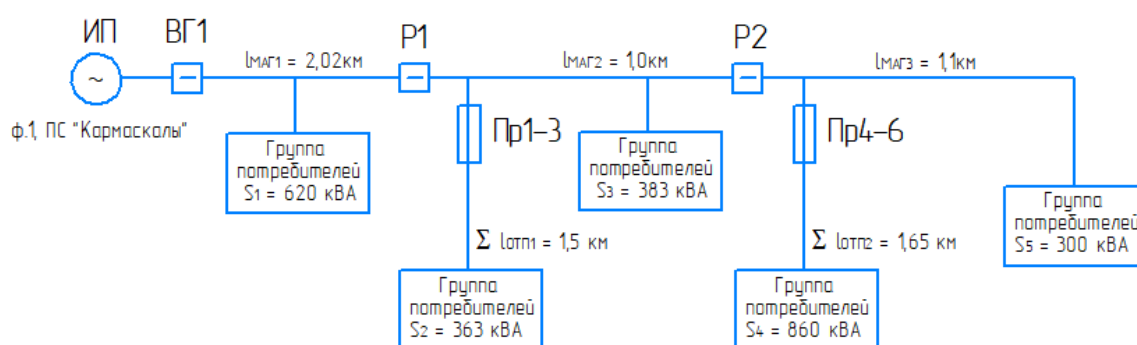 ИП
ВГ1
lМАГ1 = 2,02км
Р1
lМАГ2 = 1,0км
Р2
lМАГ3 = 1,1км
~
ф.1, ПС "Кармаскалы"
Пр1-3
Пр4-6
Группа
потребителей
S1 = 620 кВА
Группа
потребителей
S3 = 383 кВА
Группа
потребителей
S5 = 300 кВА
Σ lОТП1 = 1,5 км
Σ lОТП2 = 1,65 км
Группа
потребителей
S2 = 363 кВА
Группа
потребителей
S4 = 860 кВА